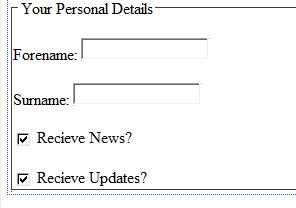 Your Personal Details
Forename:
Surname:
Recieve News?
Recieve Updates?